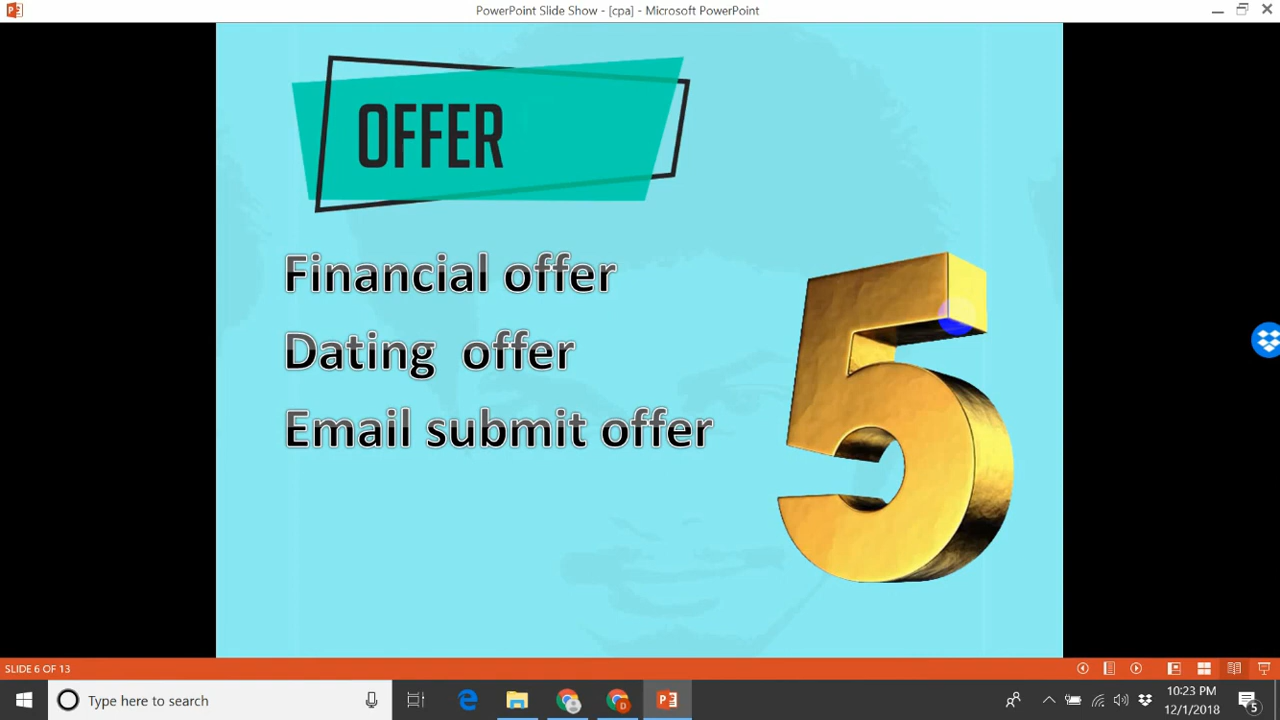 PowerPoint Slide Show - [cpa] - Microsoft PowerPoint
OFFER
Financial offer
Dating offer
Email submit offer
5
SLIDE 6 OF 13
Type here to search
10:23 PM
12/1/2018
5